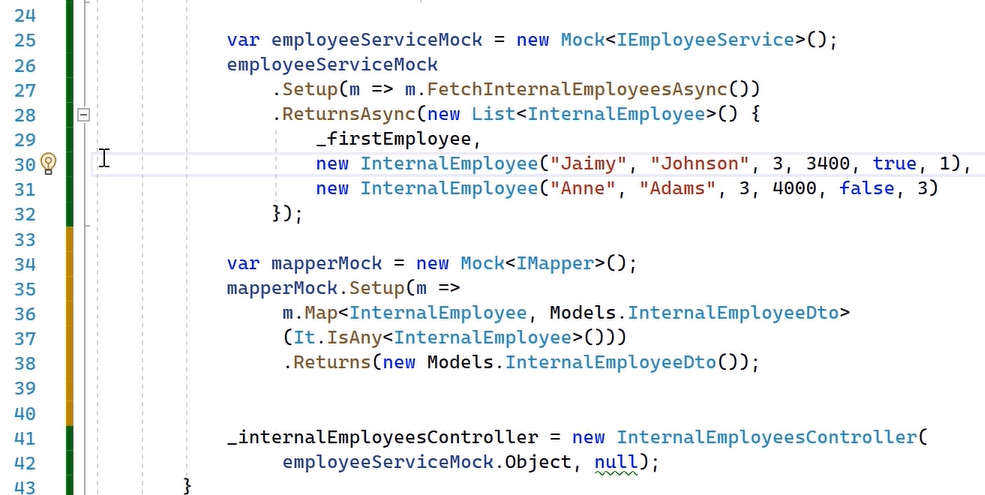 24
25 var employeeServiceMock = new Mock<IEmployeeService>();
26 employeeServiceMock
27 .Setup(m => m.FetchInternalEmployeesAsync())
28 .ReturnsAsync(new List<InternalEmployee>() {
29 _firstEmployee,
30 new InternalEmployee("Jaimy", "Johnson", 3, 3400, true, 1),
31 new InternalEmployee("Anne", "Adams", 3, 4000, false, 3)
32 });
33
34 var mapperMock = new Mock<IMapper>();
35 mapperMock.Setup(m =>
36 m.Map<InternalEmployee, Models.InternalEmployeeDto>
37 (It.IsAny<InternalEmployee>()))
38 .Returns(new Models.InternalEmployeeDto());
39
40
41 _internalEmployeesController = new InternalEmployeesController(
42 employeeServiceMock.Object, null);
43 }